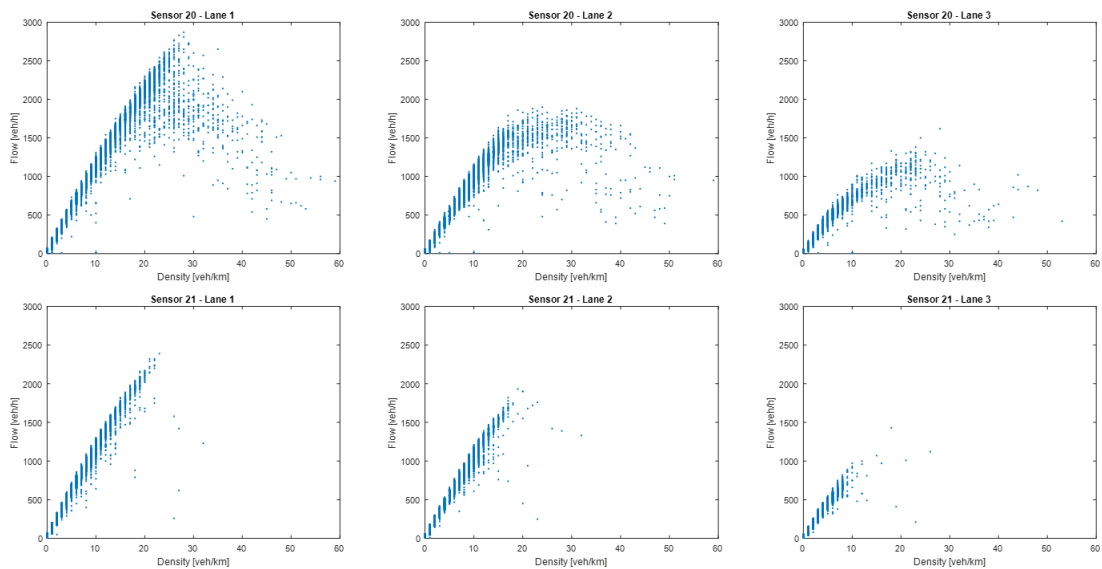 Sensor 20 - Lane 1
3000
2500
2000
1500
1000
500
0
Flow [veh/h]
0 10 20 30 40 50 60
Density [veh/km]
Sensor 20 - Lane 2
3000
2500
2000
1500
1000
500
0
Flow [veh/h]
0 10 20 30 40 50 60
Density [veh/km]
Sensor 20 - Lane 3
3000
2500
2000
1500
1000
500
0
Flow [veh/h]
0 10 20 30 40 50 60
Density [veh/km]
Sensor 21 - Lane 1
3000
2500
2000
1500
1000
500
0
Flow [veh/h]
0 10 20 30 40 50 60
Density [veh/km]
Sensor 21 - Lane 2
3000
2500
2000
1500
1000
500
0
Flow [veh/h]
0 10 20 30 40 50 60
Density [veh/km]
Sensor 21 - Lane 3
3000
2500
2000
1500
1000
500
0
Flow [veh/h]
0 10 20 30 40 50 60
Density [veh/km]